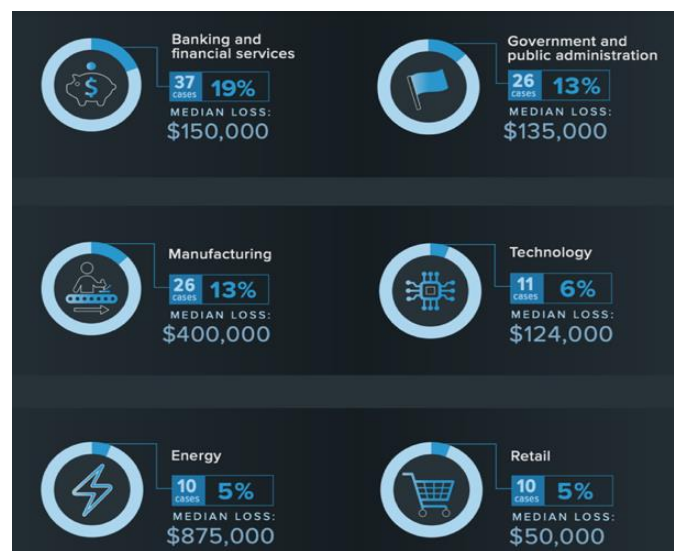 Banking and
financial services
37 cases 19%
MEDIAN LOSS:
$150,000
Government and
public administration
26 cases 13%
MEDIAN LOSS:
$135,000
Manufacturing
26 cases 13%
MEDIAN LOSS:
$400,000
Technology
11 cases 6%
MEDIAN LOSS:
$124,000
Energy
10 cases 5%
MEDIAN LOSS:
$875,000
Retail
10 cases 5%
MEDIAN LOSS:
$50,000